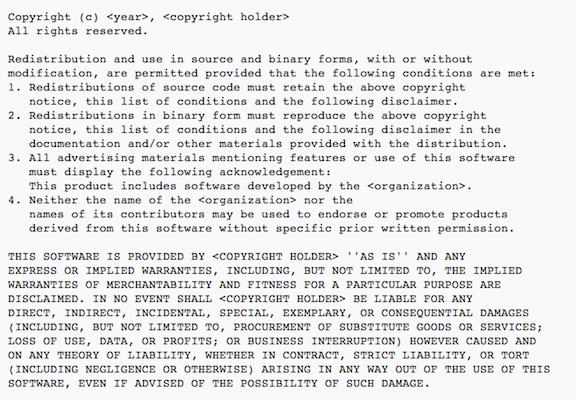 Copyright (c) <year>, <copyright holder>
All rights reserved.

Redistribution and use in source and binary forms, with or without
modification, are permitted provided that the following conditions are met:
1. Redistributions of source code must retain the above copyright
   notice, this list of conditions and the following disclaimer.
2. Redistributions in binary form must reproduce the above copyright
   notice, this list of conditions and the following disclaimer in the
   documentation and/or other materials provided with the distribution.
3. All advertising materials mentioning features or use of this software
   must display the following acknowledgement:
   This product includes software developed by the <organization>.
4. Neither the name of the <organization> nor the
   names of its contributors may be used to endorse or promote products
   derived from this software without specific prior written permission.

THIS SOFTWARE IS PROVIDED BY <COPYRIGHT HOLDER> ''AS IS'' AND ANY
EXPRESS OR IMPLIED WARRANTIES, INCLUDING, BUT NOT LIMITED TO, THE IMPLIED
WARRANTIES OF MERCHANTABILITY AND FITNESS FOR A PARTICULAR PURPOSE ARE
DISCLAIMED. IN NO EVENT SHALL <COPYRIGHT HOLDER> BE LIABLE FOR ANY
DIRECT, INDIRECT, INCIDENTAL, SPECIAL, EXEMPLARY, OR CONSEQUENTIAL DAMAGES
(INCLUDING, BUT NOT LIMITED TO, PROCUREMENT OF SUBSTITUTE GOODS OR SERVICES;
LOSS OF USE, DATA, OR PROFITS; OR BUSINESS INTERRUPTION) HOWEVER CAUSED AND
ON ANY THEORY OF LIABILITY, WHETHER IN CONTRACT, STRICT LIABILITY, OR TORT
(INCLUDING NEGLIGENCE OR OTHERWISE) ARISING IN ANY WAY OUT OF THE USE OF THIS
SOFTWARE, EVEN IF ADVISED OF THE POSSIBILITY OF SUCH DAMAGE.